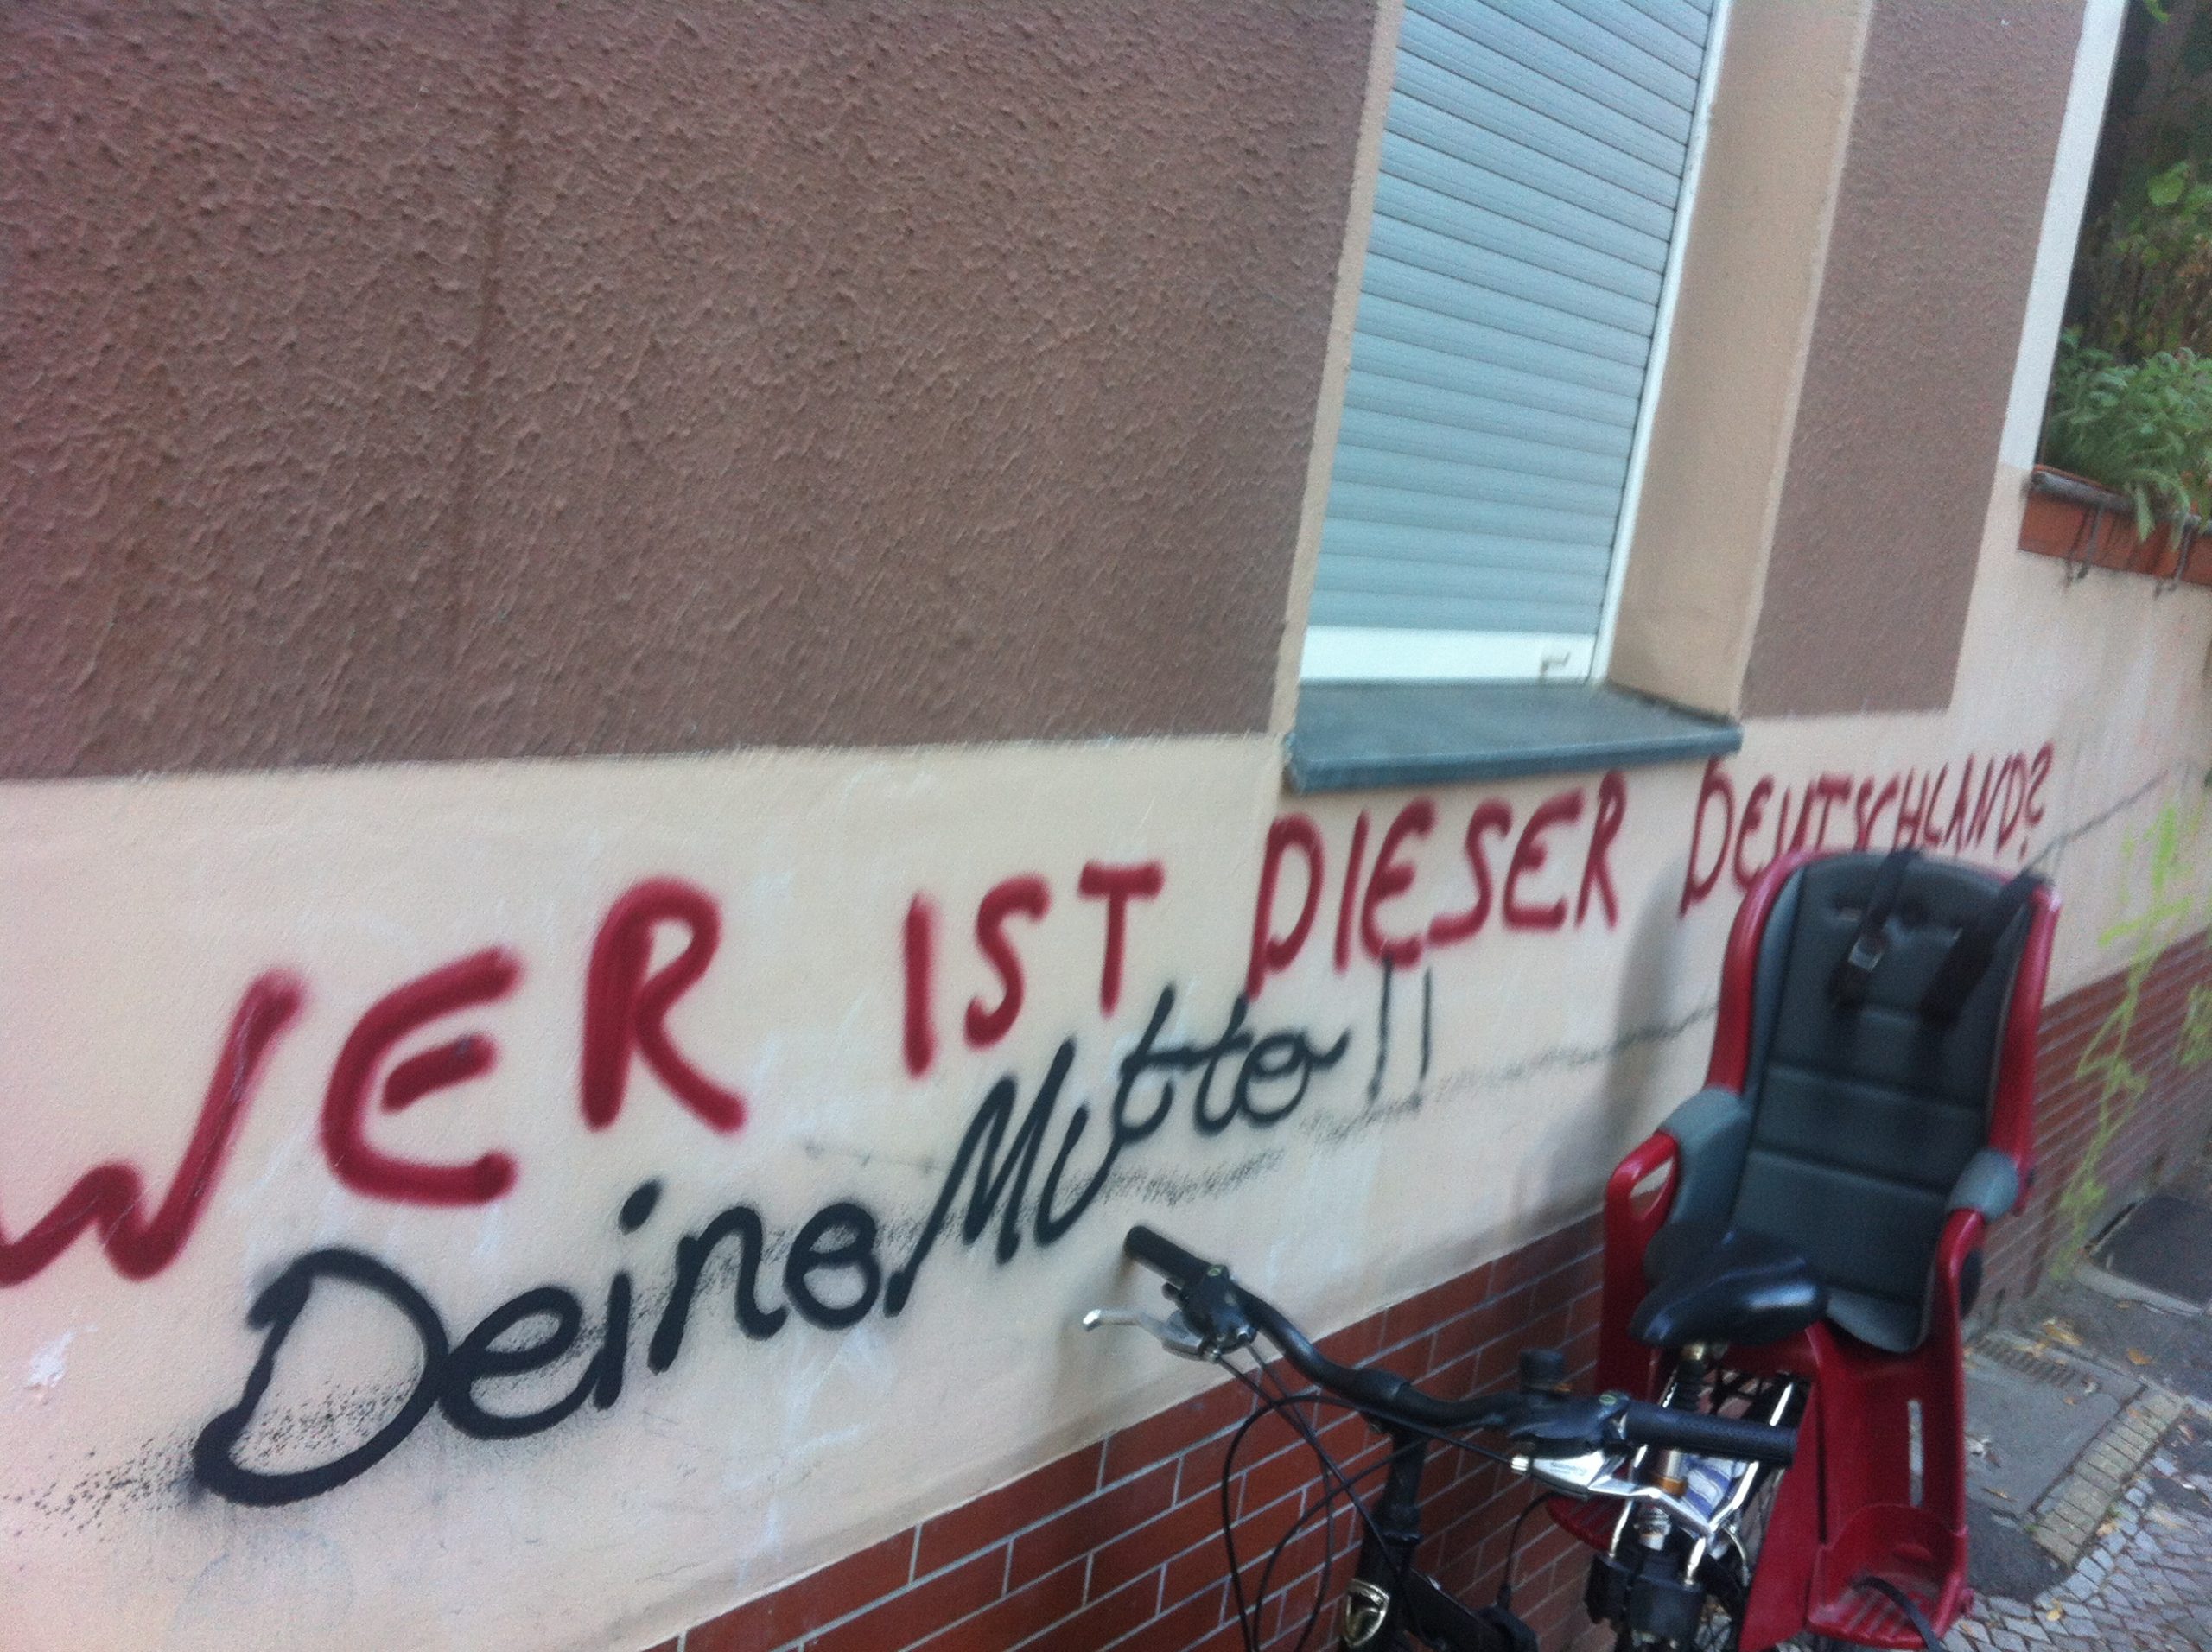 WER IST DIESER DEUTSCHLAND?
Deine Mutter!!